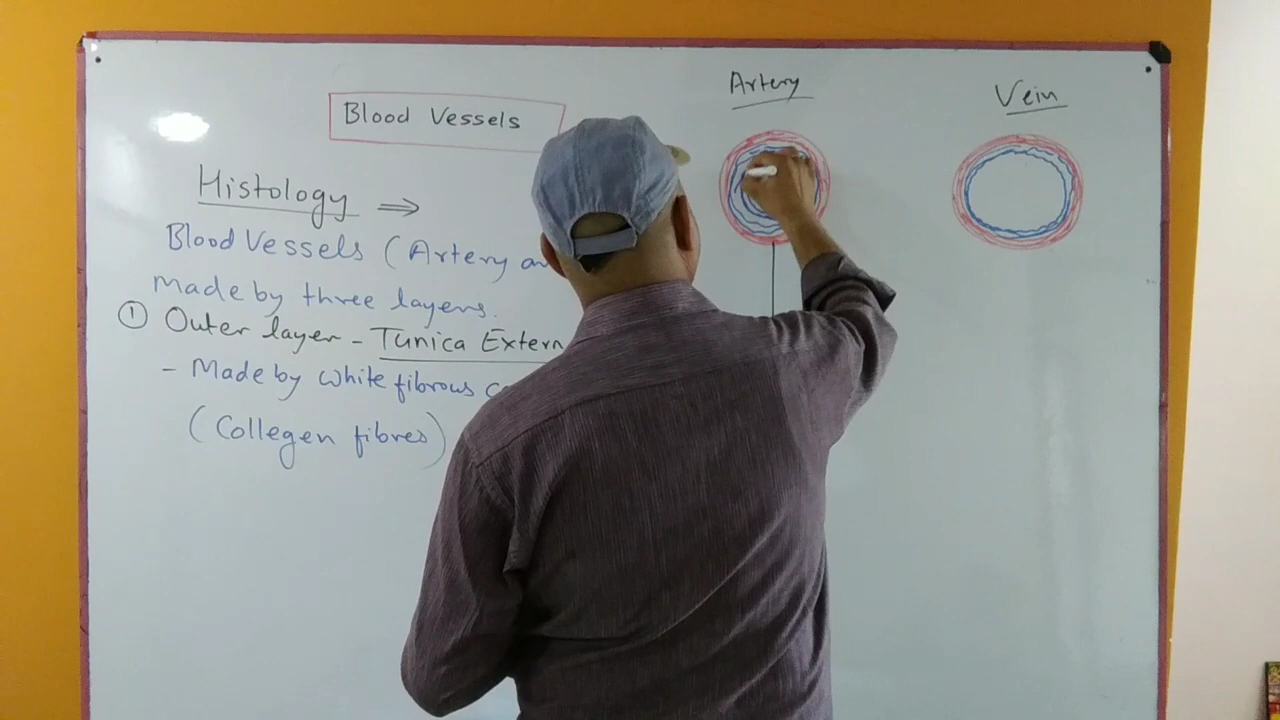 Blood Vessels
Artery
Vein
Histology ⇒
Blood Vessels (Artery
made by three layers.
① Outer layer - Tunica Extern
- Made by white fibrous
(Collegen fibres)